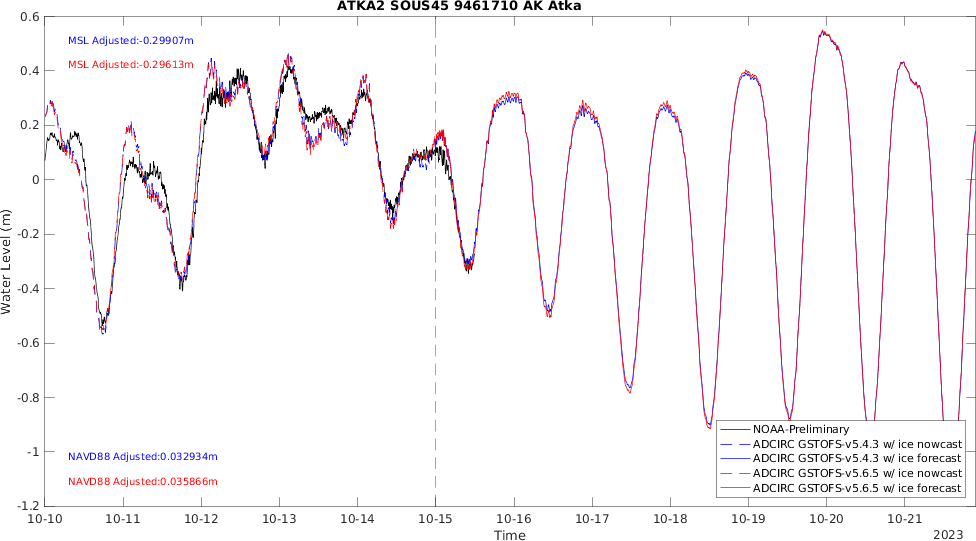 ATKA2 SOUS45 9461710 AK Atka
0.6
MSL Adjusted:-0.29907m
MSL Adjusted:-0.29613m
0.4
0.2
0
-0.2
-0.4
-0.6
-0.8
-1
-1.2
Water Level (m)
NAVD88 Adjusted:0.032934m
NAVD88 Adjusted:0.035866m
NOAA-Preliminary
ADCIRC GSTOFS-v5.4.3 w/ ice nowcast
ADCIRC GSTOFS-v5.4.3 w/ ice forecast
ADCIRC GSTOFS-v5.6.5 w/ ice nowcast
ADCIRC GSTOFS-v5.6.5 w/ ice forecast
10-10 10-11 10-12 10-13 10-14 10-15 10-16 10-17 10-18 10-19 10-20 10-21
Time
2023